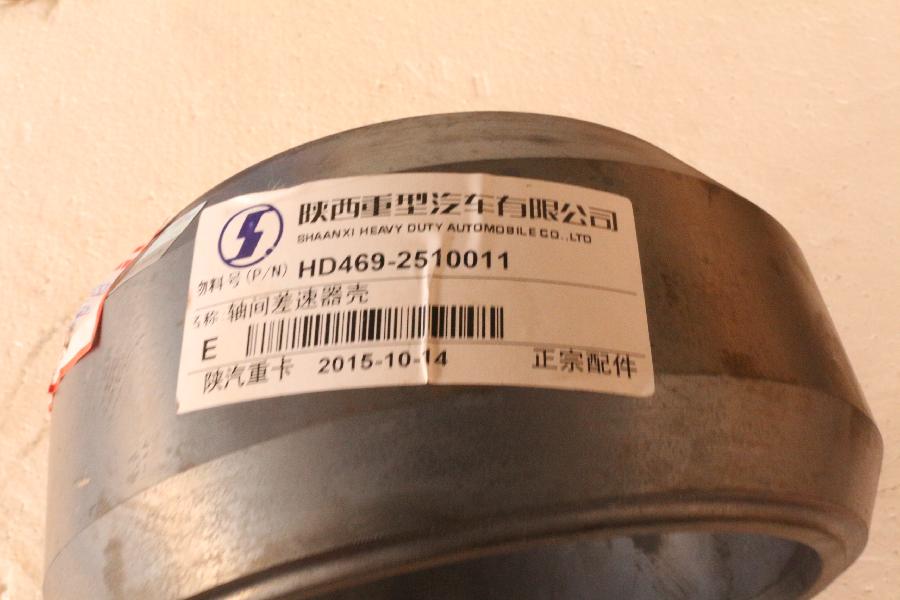 陕西重型汽车有限公司
SHAANXI HEAVY DUTY AUTOMOBILE CO.,LTD
物料号(P/N) HD469-2510011
名称 轴间差速器壳
E
陕汽重卡 2015-10-14 正宗配件